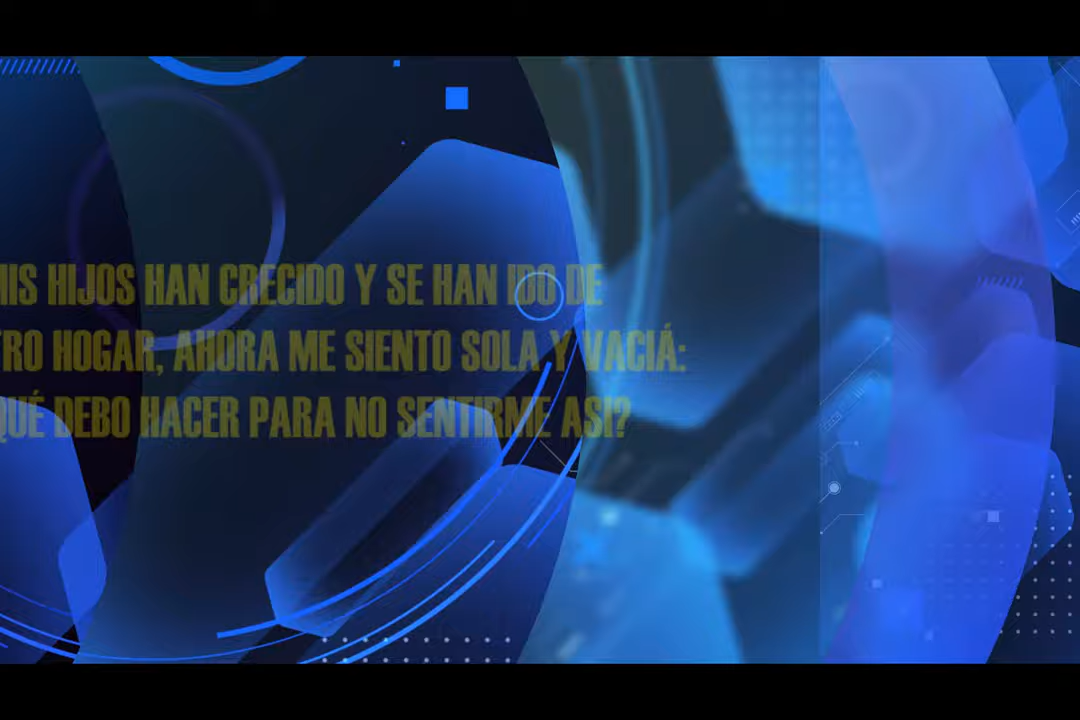 MIS HIJOS HAN CRECIDO Y SE HAN IDO DE
TRO HOGAR, AHORA ME SIENTO SOLA Y VACIÁ:
QUÉ DEBO HACER PARA NO SENTIRME ASI?